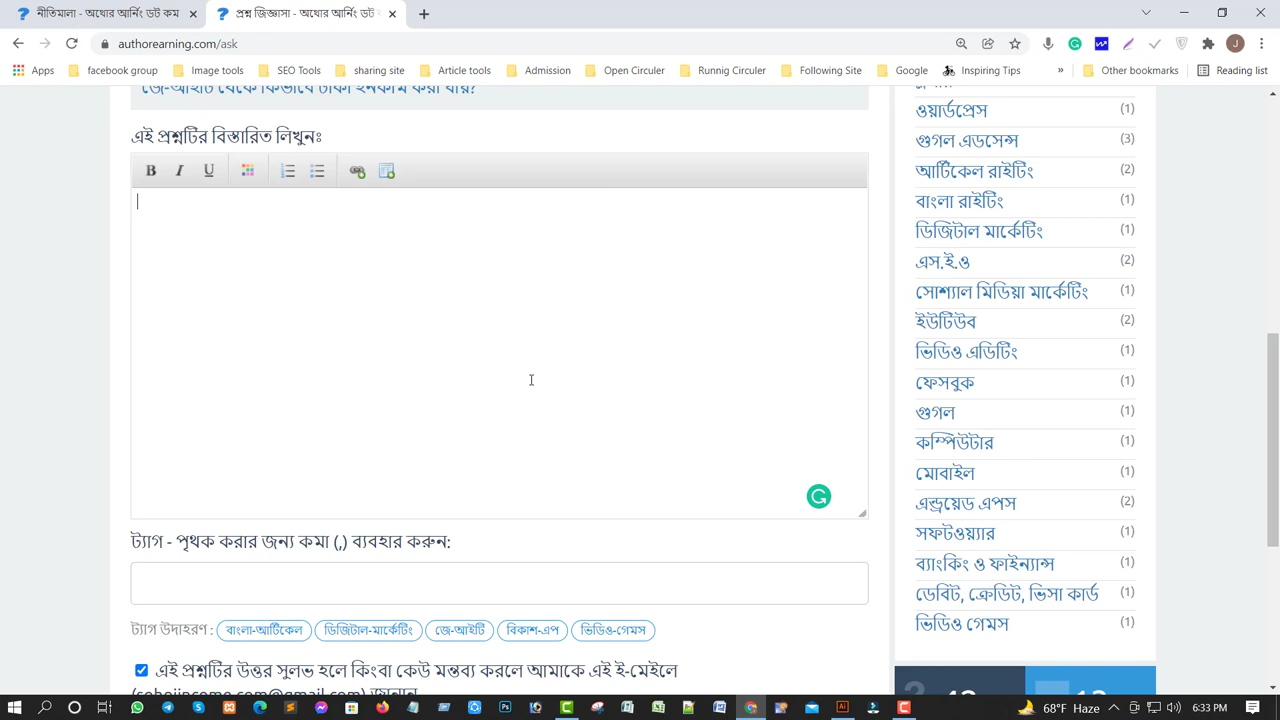 নীতিমালা - অথোর আর্নিং ডট কম
প্রশ্ন জিজ্ঞাসা - অথোর আর্নিং ডট
authorearning.com/ask
J
Apps
facebook group
Image tools
SEO Tools
sharing site
Article tools
Admission
Open Circuler
Runnig Circuler
Following Site
Google
Inspiring Tips
»
Other bookmarks
Reading list
জে-আইটি থেকে কিভাবে টাকা ইনকাম করা যায়?
এই প্রশ্নটির বিস্তারিত লিখুনঃ
B I U
ট্যাগ - পৃথক করার জন্য কমা (,) ব্যবহার করুন:
ট্যাগ উদাহরণ : বাংলা-আর্টিকেল ডিজিটাল-মার্কেটিং জে-আইটি বিকাশ-এপ ভিডিও-গেমস
এই প্রশ্নটির উত্তর সুলভ হলে কিংবা কেউ মন্তব্য করলে আমাকে এই ই-মেইলে
জানান
(1)
ওয়ার্ডপ্রেস (1)
গুগল এডসেন্স (3)
আর্টিকেল রাইটিং (2)
বাংলা রাইটিং (1)
ডিজিটাল মার্কেটিং (1)
এস.ই.ও (2)
সোশ্যাল মিডিয়া মার্কেটিং (1)
ইউটিউব (2)
ভিডিও এডিটিং (1)
ফেসবুক (1)
গুগল (1)
কম্পিউটার (1)
মোবাইল (1)
এন্ড্রয়েড এপস (2)
সফটওয়্যার (1)
ব্যাংকিং ও ফাইন্যান্স (1)
ডেবিট, ক্রেডিট, ভিসা কার্ড (1)
ভিডিও গেমস (1)
68°F Haze
6:33 PM